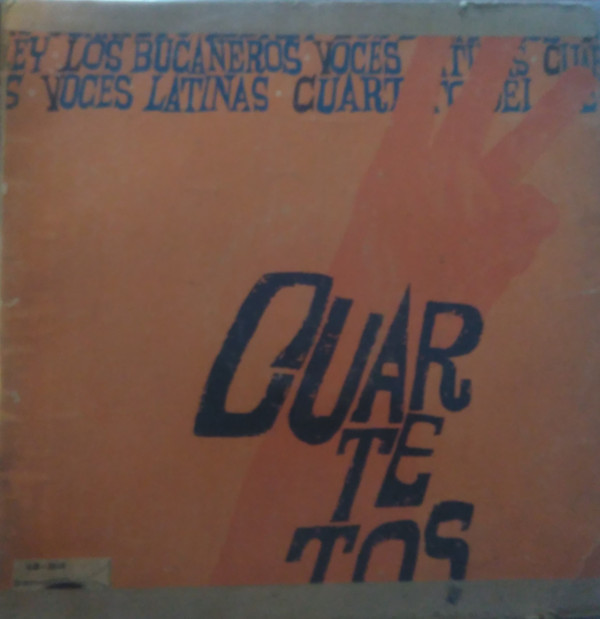 EY LOS BUCANEROS VOCES
S VOCES LATINAS CUART
CUAR
TE
TOS